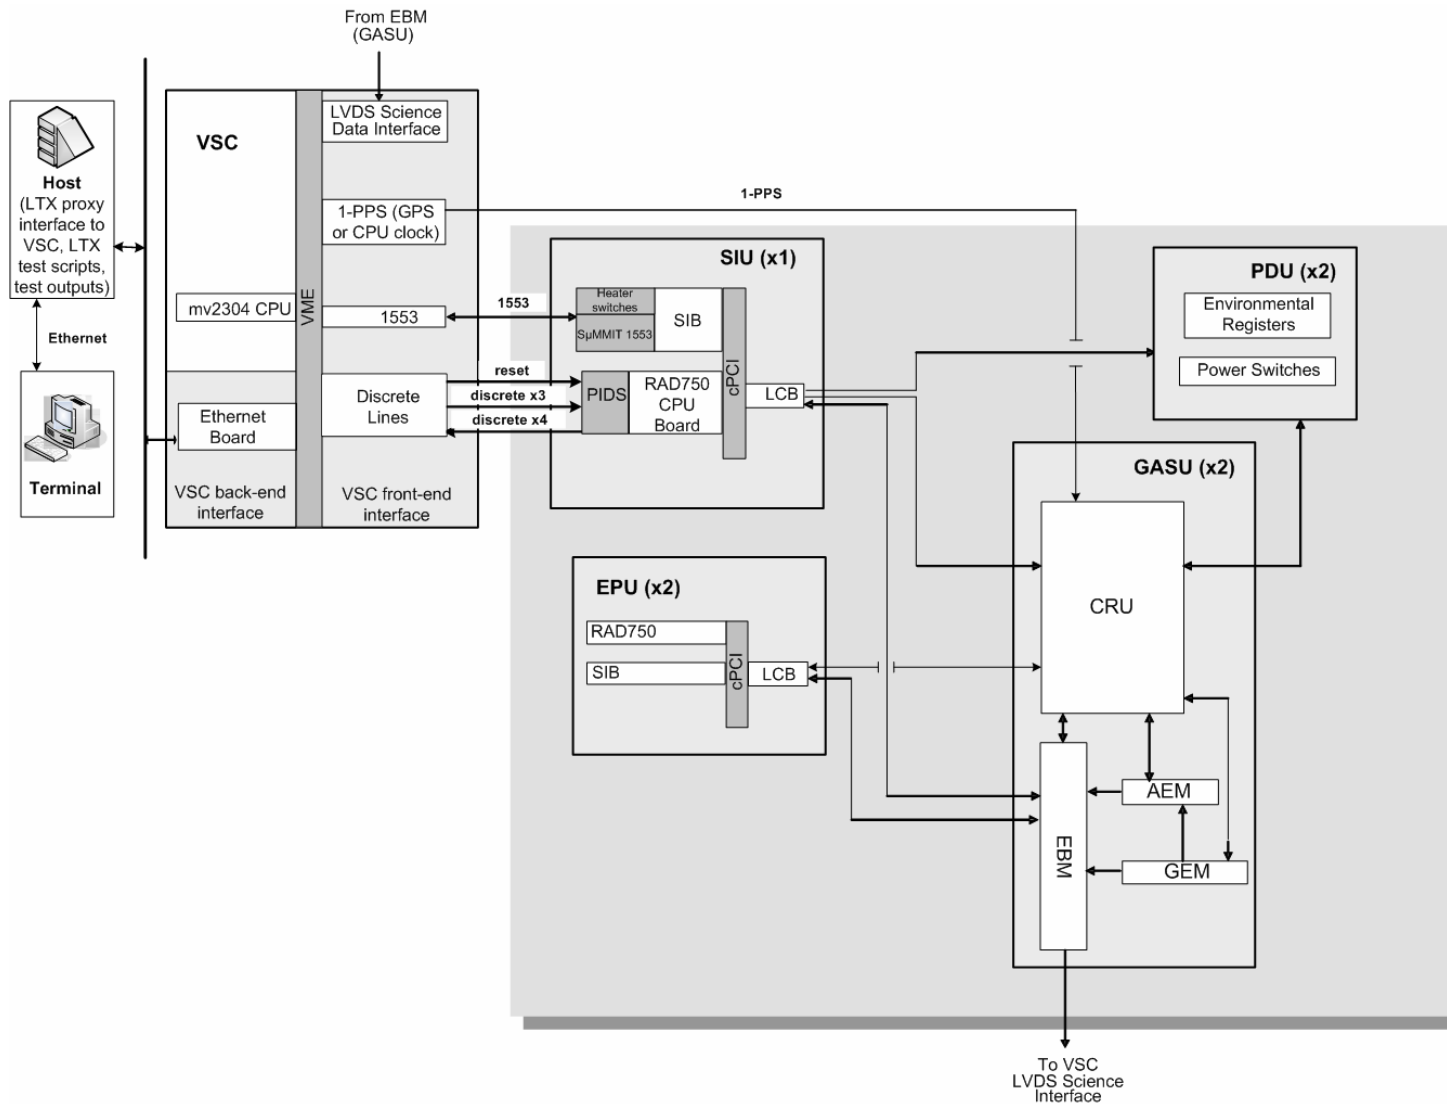 From EBM
(GASU)
LVDS Science
Data Interface
VSC
Host
(LTX proxy
interface to
VSC, LTX
test scripts,
test outputs)
1-PPS (GPS
or CPU clock)
1-PPS
mv2304 CPU
VME
1553
1553
Ethernet
reset
discrete x3
discrete x4
Discrete
Lines
Ethernet
Board
Terminal
VSC back-end
interface
VSC front-end
interface
SIU (x1)
Heater
switches
SµMMIT 1553
SIB
cPCI
PIDS
RAD750
CPU
Board
LCB
PDU (x2)
Environmental
Registers
Power Switches
GASU (x2)
CRU
EPU (x2)
RAD750
SIB
cPCI
LCB
AEM
EBM
GEM
To VSC
LVDS Science
Interface